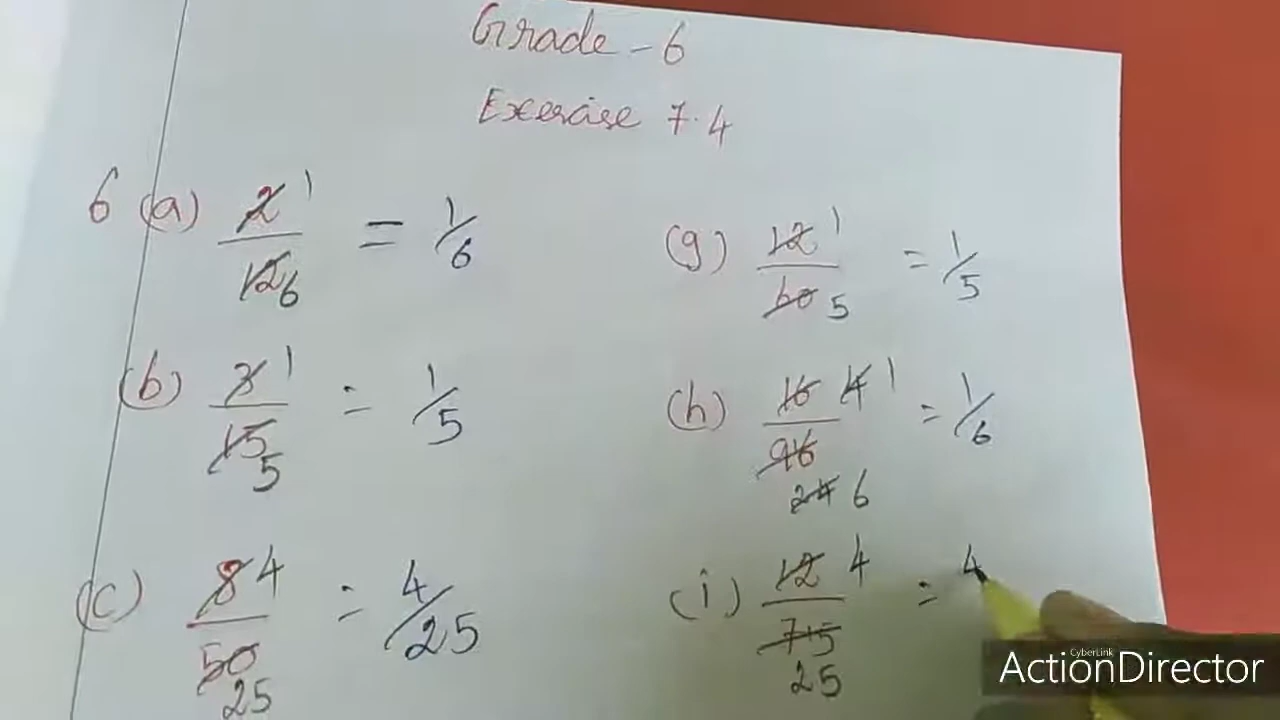 Grade - 6
Exercise 7.4
6 (a) 2/12 1/6 = 1/6
(b) 3/15 1/5 = 1/5
(c) 8/50 4/25 = 4/25
(g) 12/60 1/5 = 1/5
(h) 16/96 4/24 1/6 = 1/6
(i) 12/75 4/25 = 4
CyberLink
ActionDirector